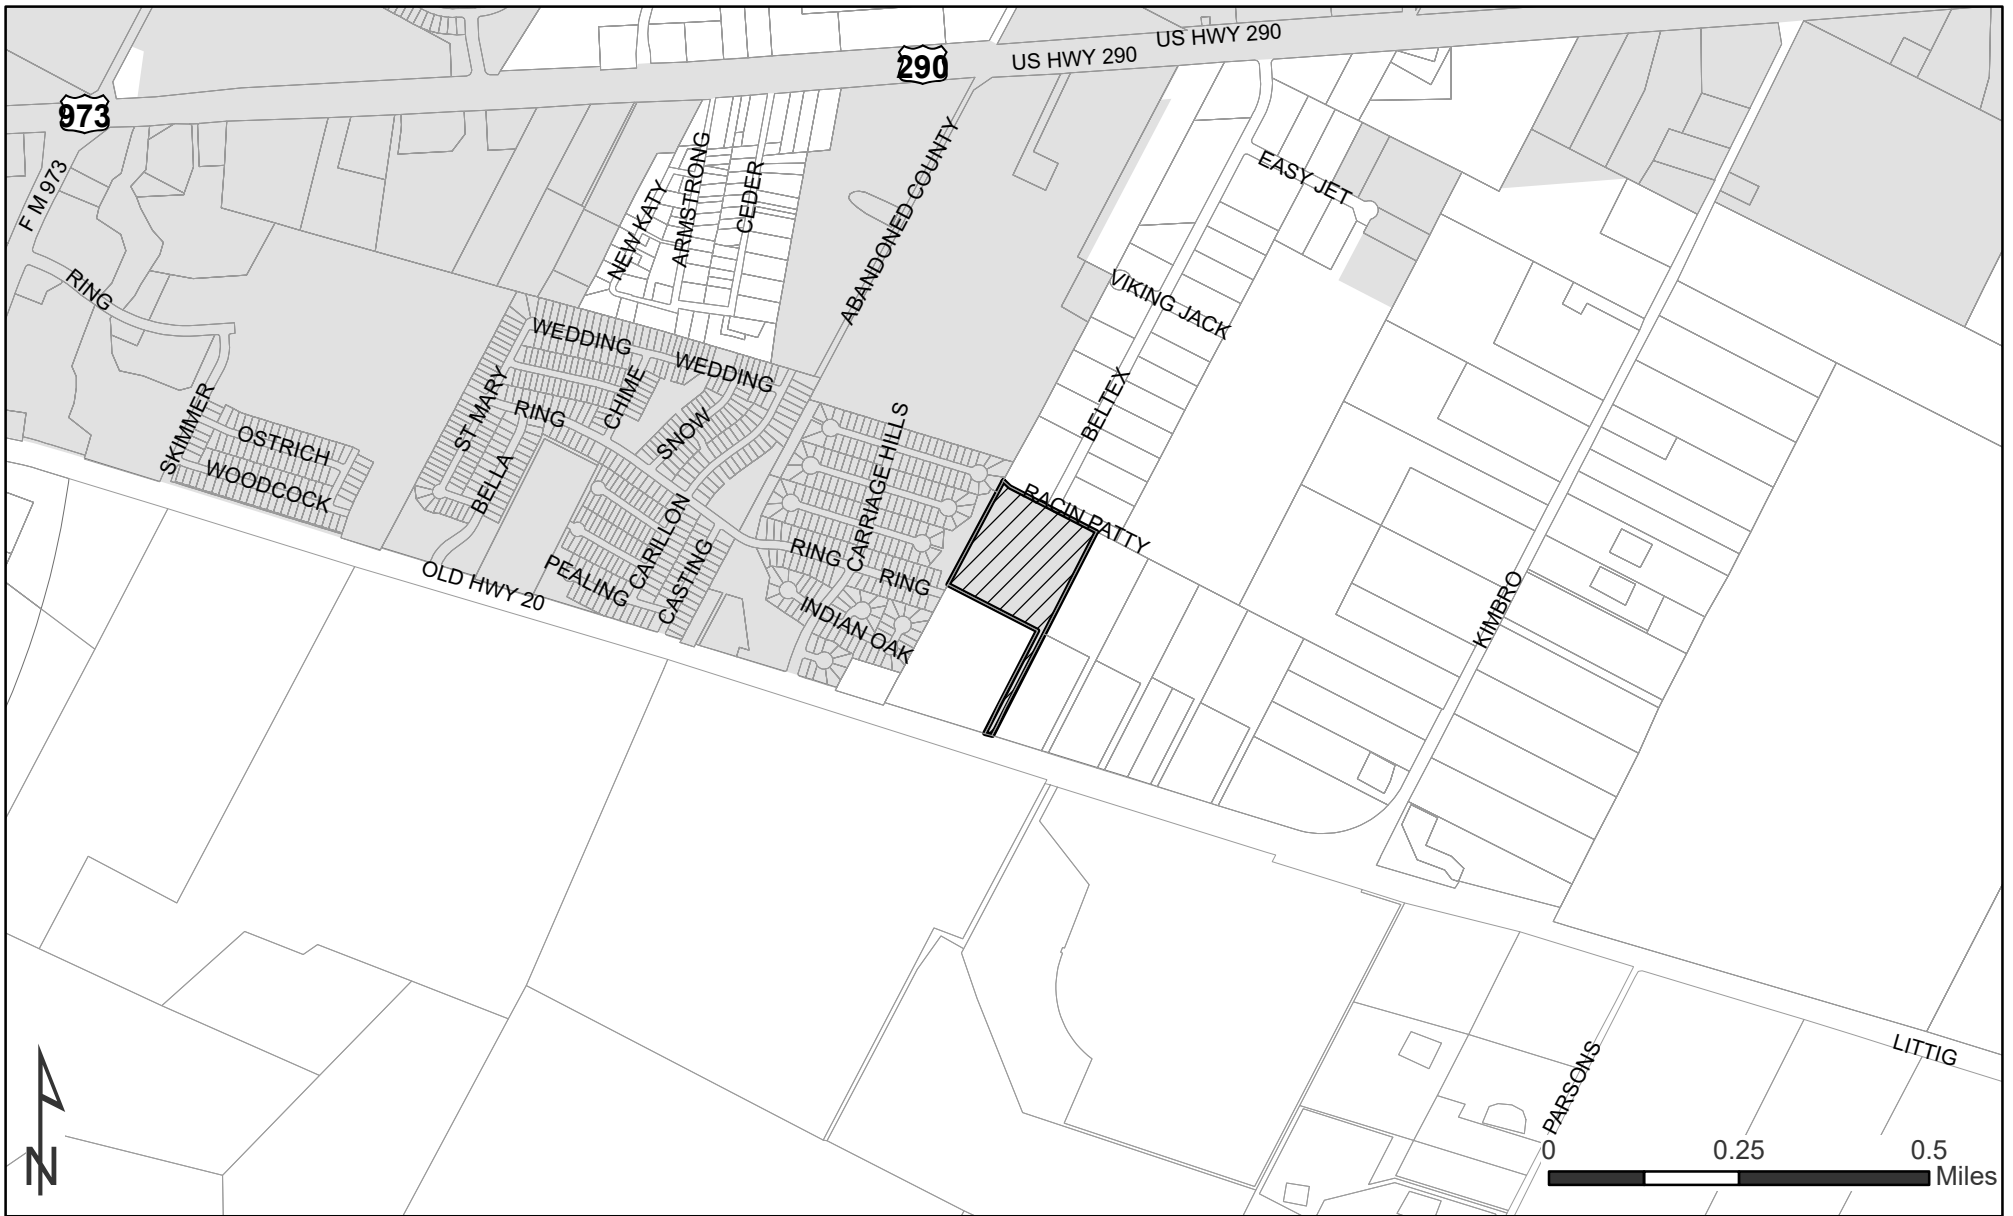 US HWY 290
290
US HWY 290
973
F M 973
NEW KATY
ARMSTRONG
CEDER
ABANDONED COUNTY
EASY JET
RING
VIKING JACK
WEDDING
WEDDING
SKIMMER
OSTRICH
WOODCOCK
ST MARY
RING
CHIME
SNOW
BELLA
CARRIAGE HILLS
BELTEX
RACIN PATTY
OLD HWY 20
PEALING
CARILLON
CASTING
RING
RING
INDIAN OAK
KIMBRO
LITTIG
PARSONS
N
0 0.25 0.5
Miles